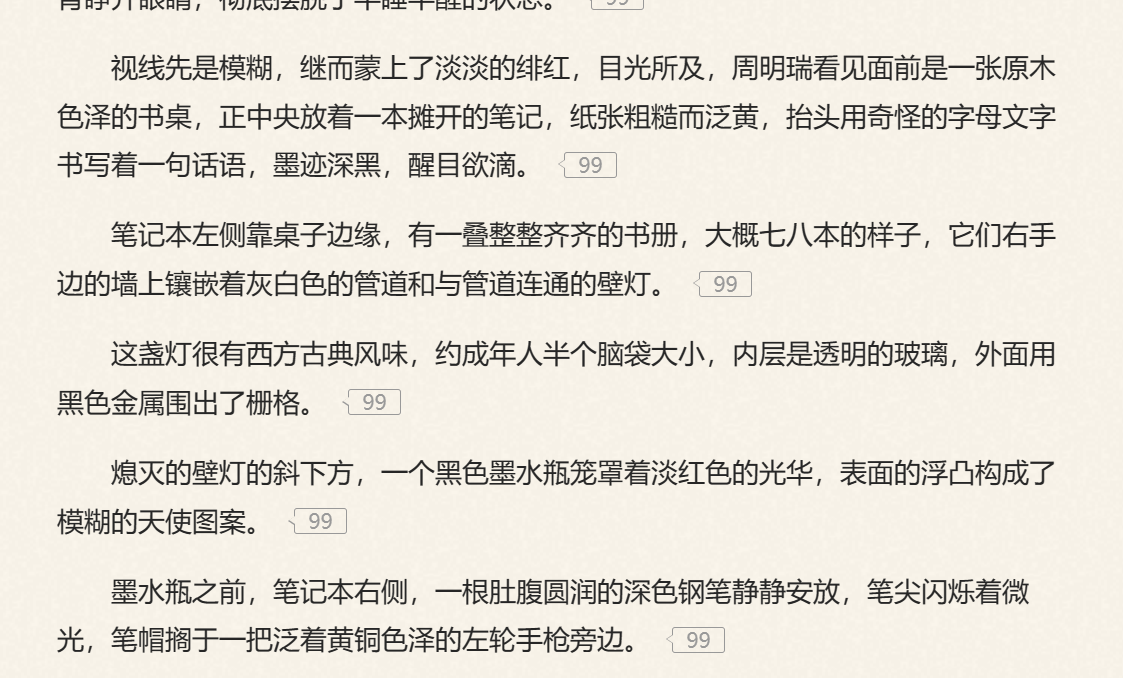 视线先是模糊，继而蒙上了淡淡的绯红，目光所及，周明瑞看见面前是一张原木
色泽的书桌，正中央放着一本摊开的笔记，纸张粗糙而泛黄，抬头用奇怪的字母文字
书写着一句话语，墨迹深黑，醒目欲滴。 99
笔记本左侧靠桌子边缘，有一叠整整齐齐的书册，大概七八本的样子，它们右手
边的墙上镶嵌着灰白色的管道和与管道连通的壁灯。 99
这盏灯很有西方古典风味，约成年人半个脑袋大小，内层是透明的玻璃，外面用
黑色金属围出了栅格。 99
熄灭的壁灯的斜下方，一个黑色墨水瓶笼罩着淡红色的光华，表面的浮凸构成了
模糊的天使图案。 99
墨水瓶之前，笔记本右侧，一根肚腹圆润的深色钢笔静静安放，笔尖闪烁着微
光，笔帽搁于一把泛着黄铜色泽的左轮手枪旁边。 99